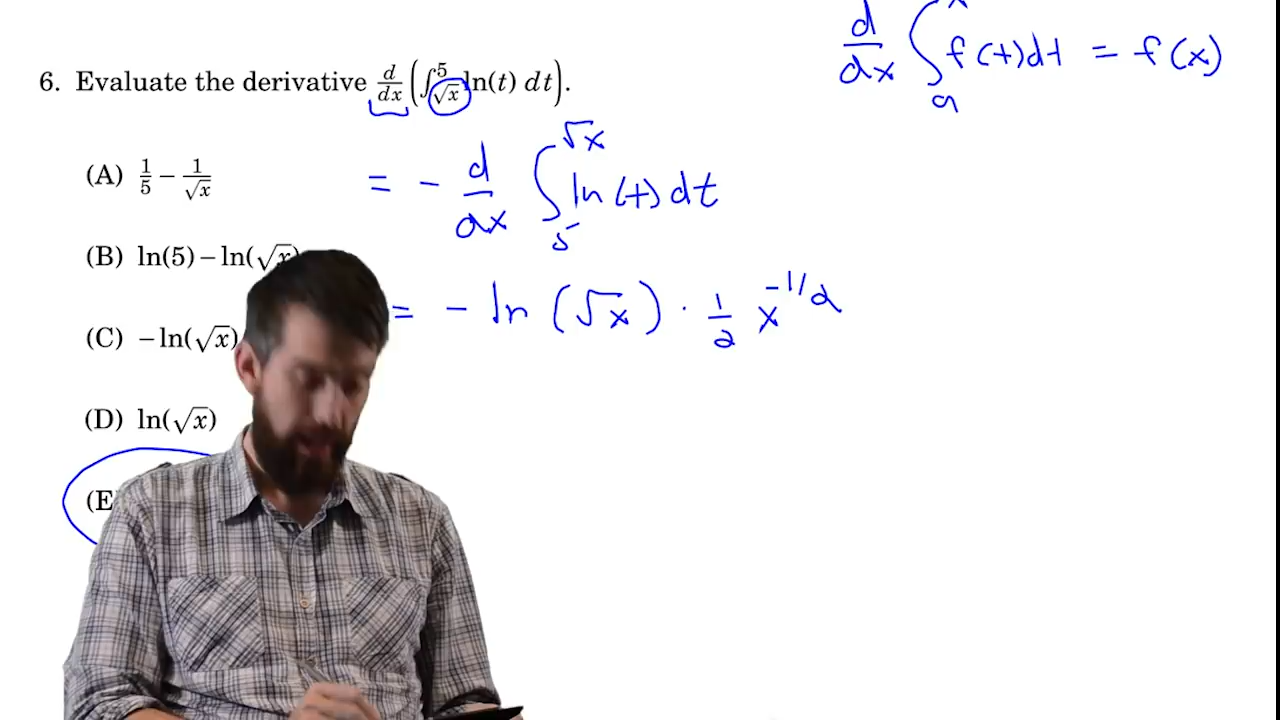 d/dx ∫ₐˣ f(t)dt = f(x)
6. Evaluate the derivative d/dx (∫_{√x}^5 ln(t) dt).
(A) 1/5 − 1/√x
= - d/dx ∫_5^{√x} ln(t) dt
(B) ln(5) − ln(√x)
= - ln(√x) · 1/2 x^{-1/2}
(C) −ln(√x)
(D) ln(√x)
(E